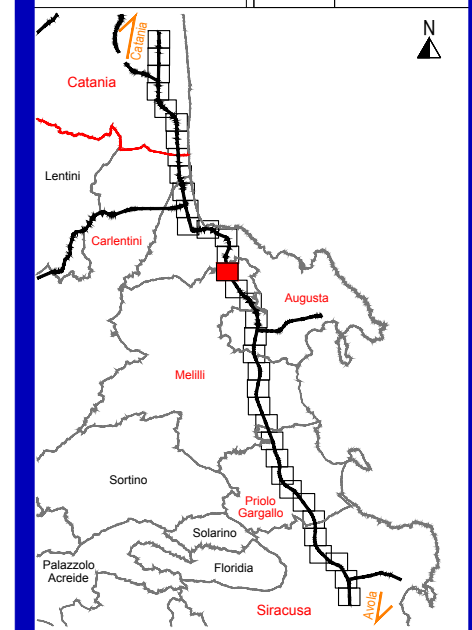 N
Catania
Catania
Lentini
Carlentini
Augusta
Melilli
Sortino
Priolo
Gargallo
Solarino
Palazzolo
Acreide
Floridia
Siracusa
Avola